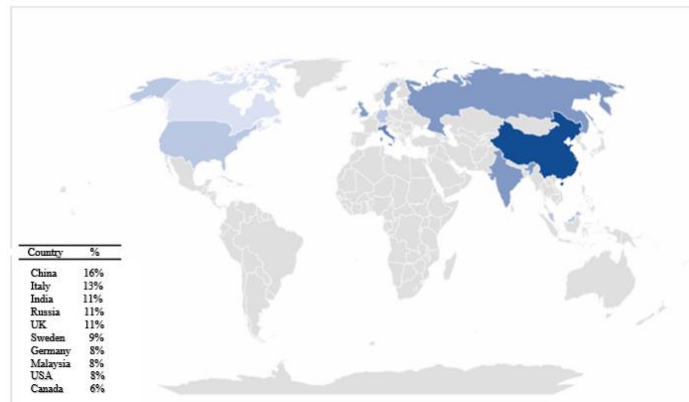 Country %
China 16%
Italy 13%
India 11%
Russia 11%
UK 11%
Sweden 9%
Germany 8%
Malaysia 8%
USA 8%
Canada 6%